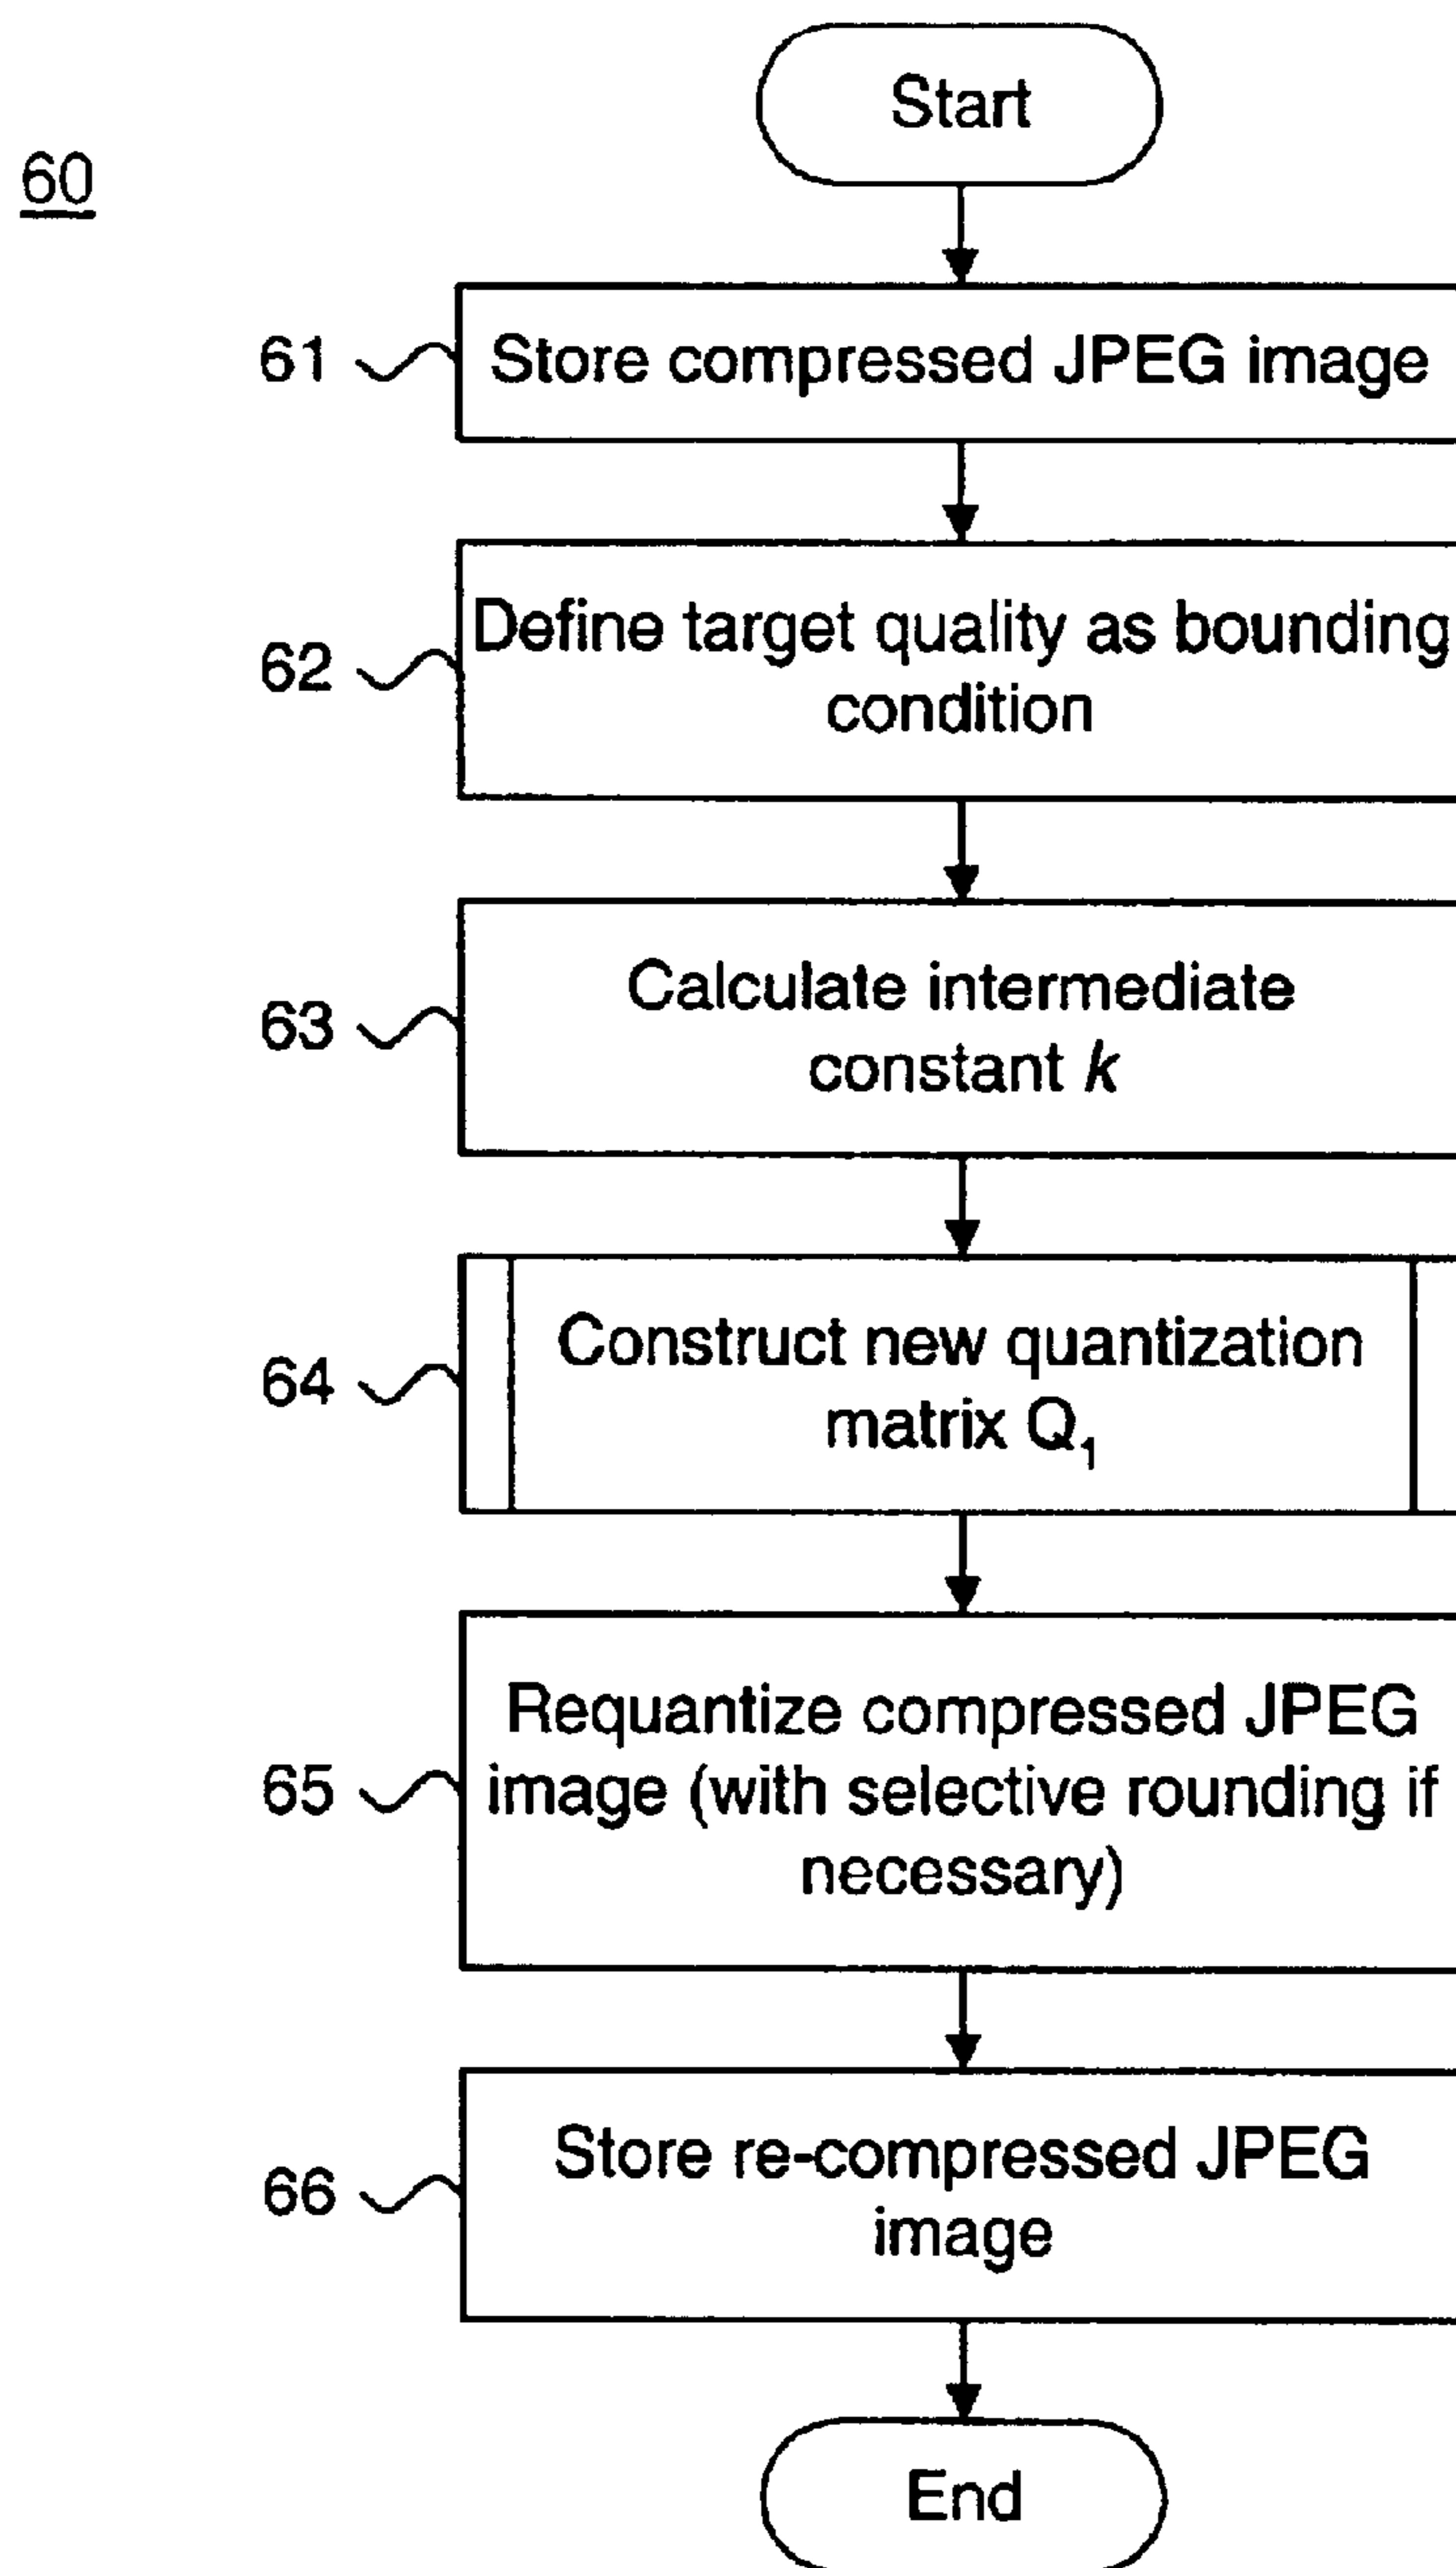 Start
60
61
Store compressed JPEG image
62
Define target quality as bounding
condition
63
Calculate intermediate
constant k
64
Construct new quantization
matrix Q₁
65
Requantize compressed JPEG
image (with selective rounding if
necessary)
66
Store re-compressed JPEG
image
End